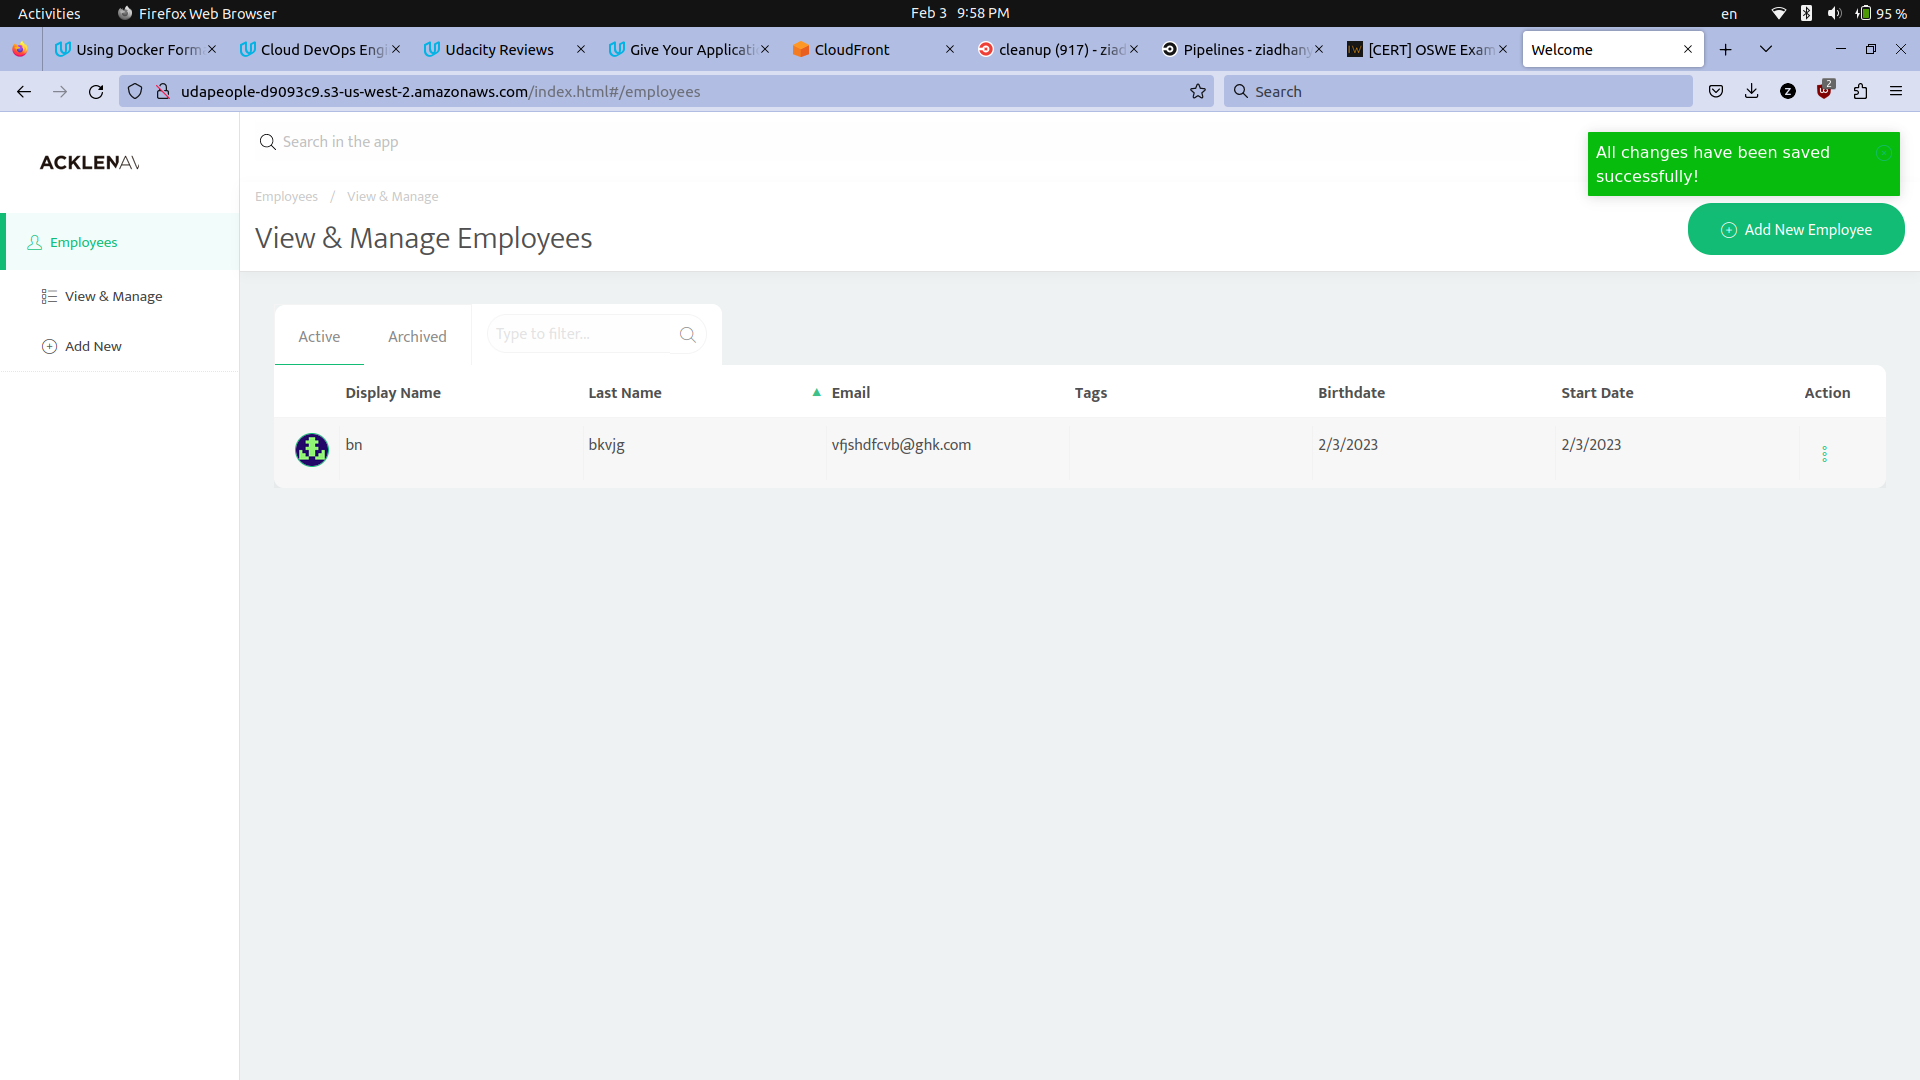 Activities Firefox Web Browser Feb 3 9:58 PM en 95 %
Using Docker Form Cloud DevOps Engi Udacity Reviews Give Your Applicati CloudFront cleanup (917) - ziad Pipelines - ziadhany [CERT] OSWE Exam Welcome
udapeople-d9093c9.s3-us-west-2.amazonaws.com/index.html#/employees Search 2
ACKLENAV
Search in the app
All changes have been saved
successfully!
Employees / View & Manage
View & Manage Employees
Add New Employee
Employees
View & Manage
Add New
Active Archived Type to filter...
Display Name Last Name Email Tags Birthdate Start Date Action
bn bkvjg vfjshdfcvb@ghk.com 2/3/2023 2/3/2023